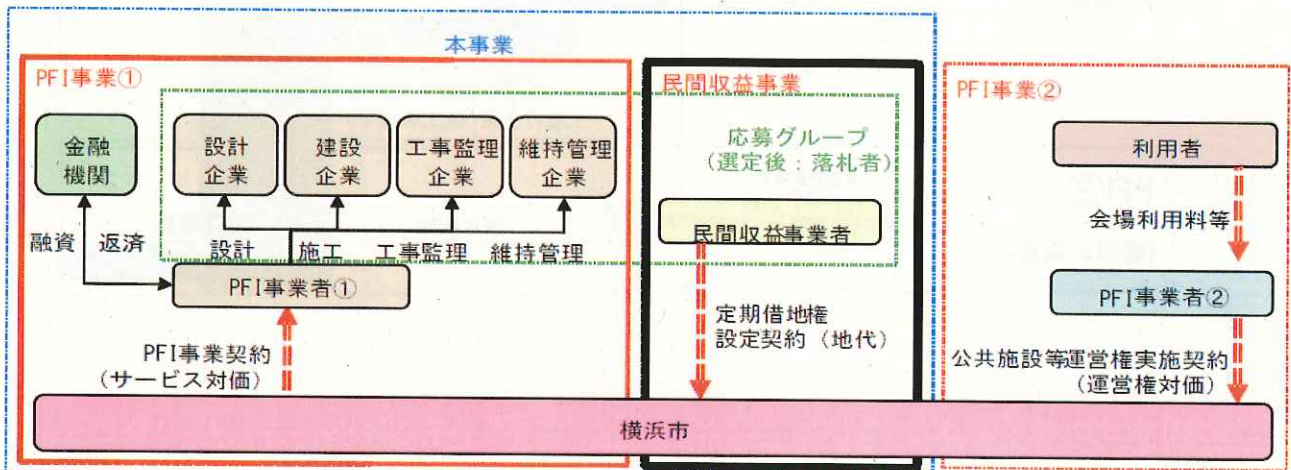 本事業
PFI事業①
金融
機関
設計
企業
建設
企業
工事監理
企業
維持管理
企業
融資 返済
設計 施工 工事監理 維持管理
PFI事業者①
PFI事業契約
(サービス対価)
民間収益事業
応募グループ
(選定後:落札者)
民間収益事業者
定期借地権
設定契約(地代)
PFI事業②
利用者
会場利用料等
PFI事業者②
公共施設等運営権実施契約
(運営権対価)
横浜市